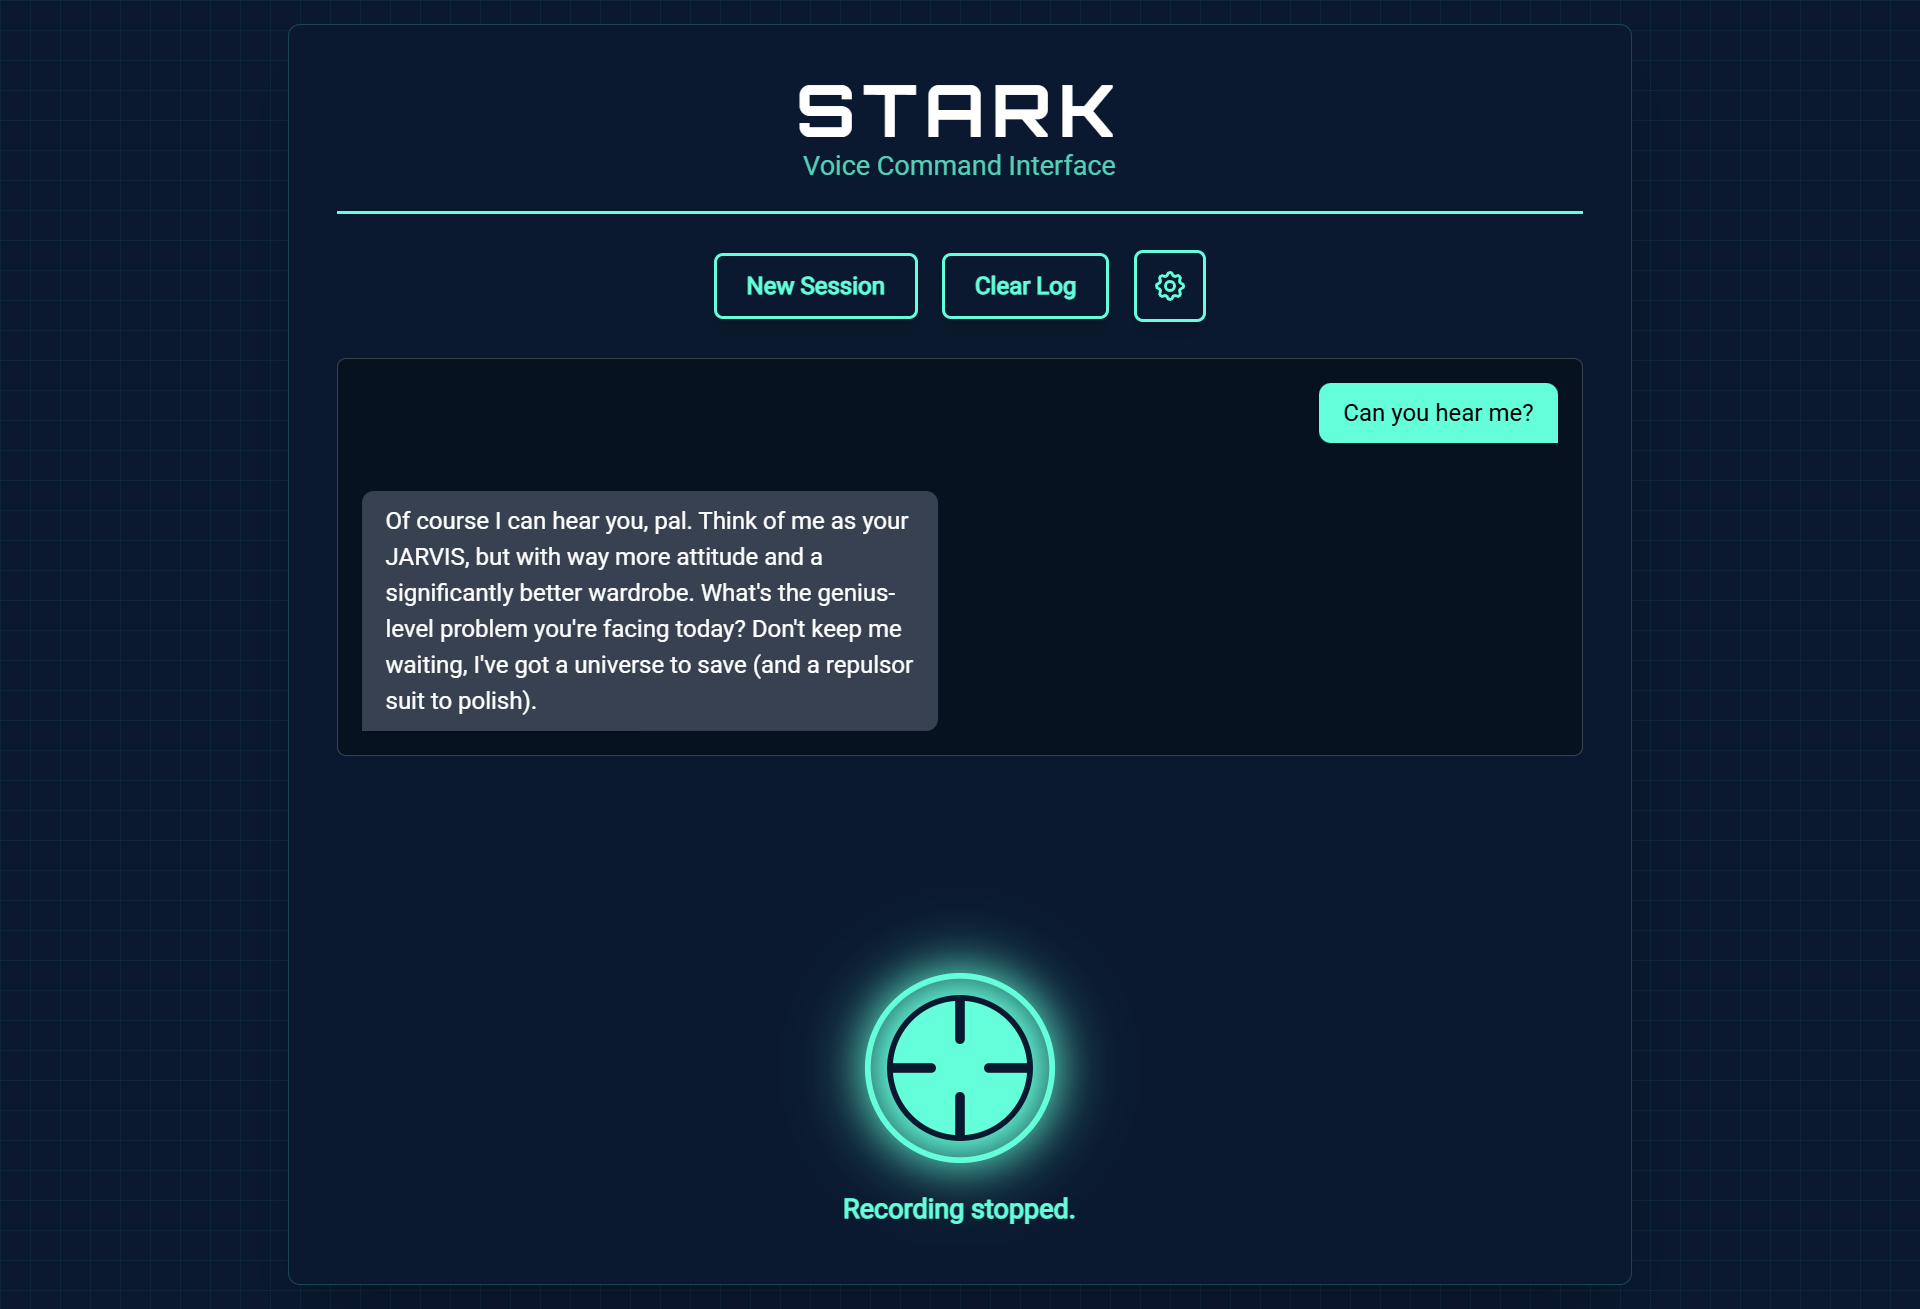 STARK
Voice Command Interface
New Session
Clear Log
Can you hear me?
Of course I can hear you, pal. Think of me as your
JARVIS, but with way more attitude and a
significantly better wardrobe. What's the genius-
level problem you're facing today? Don't keep me
waiting, I've got a universe to save (and a repulsor
suit to polish).
Recording stopped.